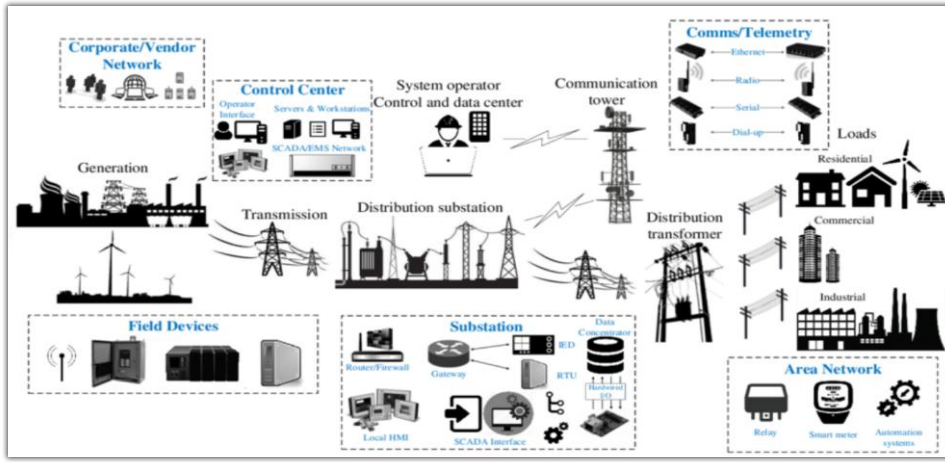 Corporate/Vendor
Network
Control Center
Operator
Interface
Servers & Workstations
SCADA/EMS Network
System operator
Control and data center
Communication
tower
Comms/Telemetry
Ethernet
Radio
Serial
Dial-up
Loads
Residential
Commercial
Industrial
Generation
Transmission
Distribution substation
Distribution
transformer
Field Devices
Substation
Router/Firewall
Gateway
IED
RTU
Data
Concentrator
Hardwired
I/O
Local HMI
SCADA Interface
Area Network
Relay
Smart meter
Automation
systems